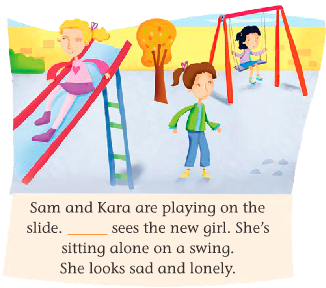 Sam and Kara are playing on the
slide. _____ sees the new girl. She's
sitting alone on a swing.
She looks sad and lonely.